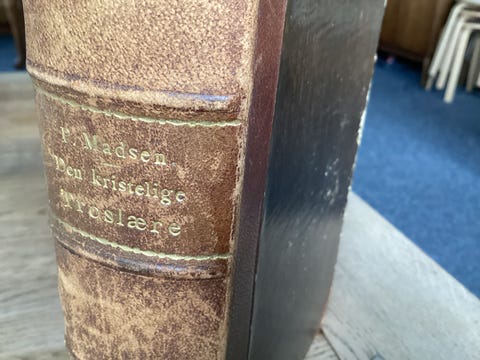 P. Madsen
Den kristelige
Troslære